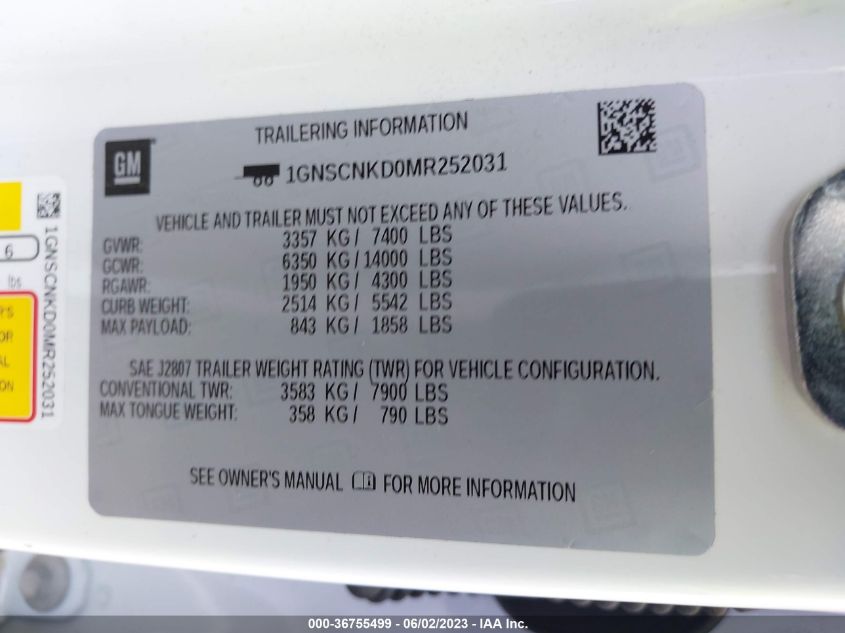 TRAILERING INFORMATION
GM
1GNSCNKD0MR252031
VEHICLE AND TRAILER MUST NOT EXCEED ANY OF THESE VALUES.
GVWR: 3357 KG/ 7400 LBS
GCWR: 6350 KG/14000 LBS
RGAWR: 1950 KG/ 4300 LBS
CURB WEIGHT: 2514 KG/ 5542 LBS
MAX PAYLOAD: 843 KG/ 1858 LBS
SAE J2807 TRAILER WEIGHT RATING (TWR) FOR VEHICLE CONFIGURATION.
CONVENTIONAL TWR: 3583 KG/ 7900 LBS
MAX TONGUE WEIGHT: 358 KG/ 790 LBS
SEE OWNER'S MANUAL FOR MORE INFORMATION
1GNSCNKD0MR252031
6
lbs
000-36755499 - 06/02/2023 - IAA Inc.